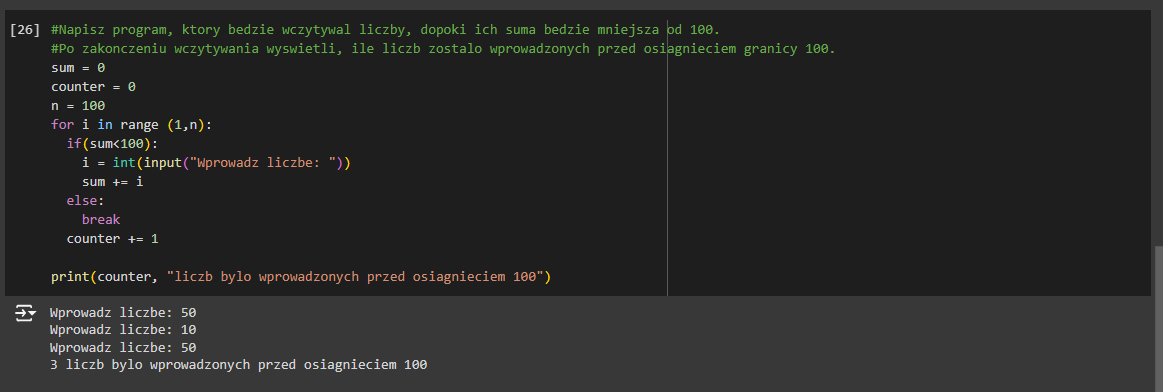 [26] #Napisz program, ktory bedzie wczytywal liczby, dopoki ich suma bedzie mniejsza od 100.
#Po zakonczeniu wczytywania wyswietli, ile liczb zostalo wprowadzonych przed osiagnieciem granicy 100.
sum = 0
counter = 0
n = 100
for i in range (1,n):
  if(sum<100):
    i = int(input("Wprowadz liczbe: "))
    sum += i
  else:
    break
  counter += 1

print(counter, "liczb bylo wprowadzonych przed osiagnieciem 100")
Wprowadz liczbe: 50
Wprowadz liczbe: 10
Wprowadz liczbe: 50
3 liczb bylo wprowadzonych przed osiagnieciem 100